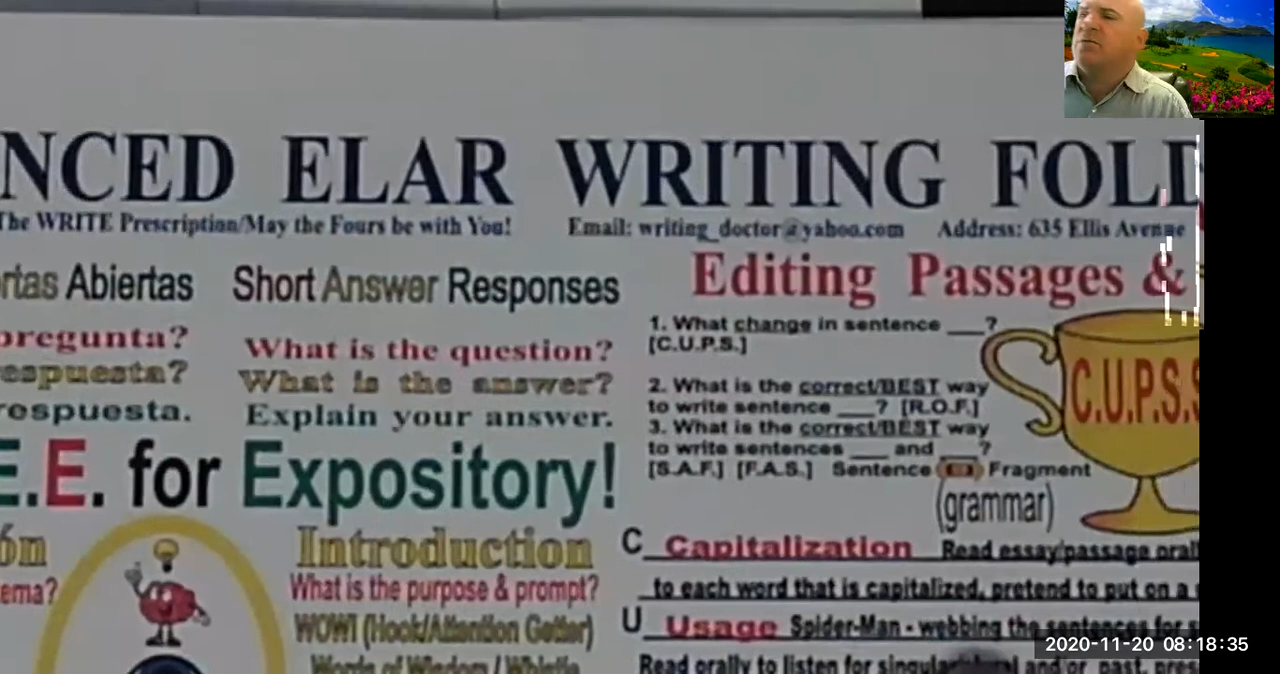 NCED ELAR WRITING FOLD
The WRITE Prescription/May the Fours be with You! Email: writing_doctor@yahoo.com Address: 635 Ellis Avenue
rtas Abiertas
pregunta?
espuesta?
respuesta.
Short Answer Responses
What is the question?
What is the answer?
Explain your answer.
E.E. for Expository!
ón
ema?
Introduction
What is the purpose & prompt?
WOW! (Hook/Attention Getter)
Words of Wisdom / Whistle
Editing Passages &
1. What change in sentence ___?
[C.U.P.S.]
2. What is the correct/BEST way
to write sentence ___? [R.O.F.]
3. What is the correct/BEST way
to write sentences ___ and ___?
[S.A.F.] [F.A.S.] Sentence Fragment
(grammar)
C.U.P.S.S
C Capitalization Read essay/passage orall
to each word that is capitalized, pretend to put on a
U Usage Spider-Man - webbing the sentences for s
Read orally to listen for and/or past, pres
2020-11-20 08:18:35